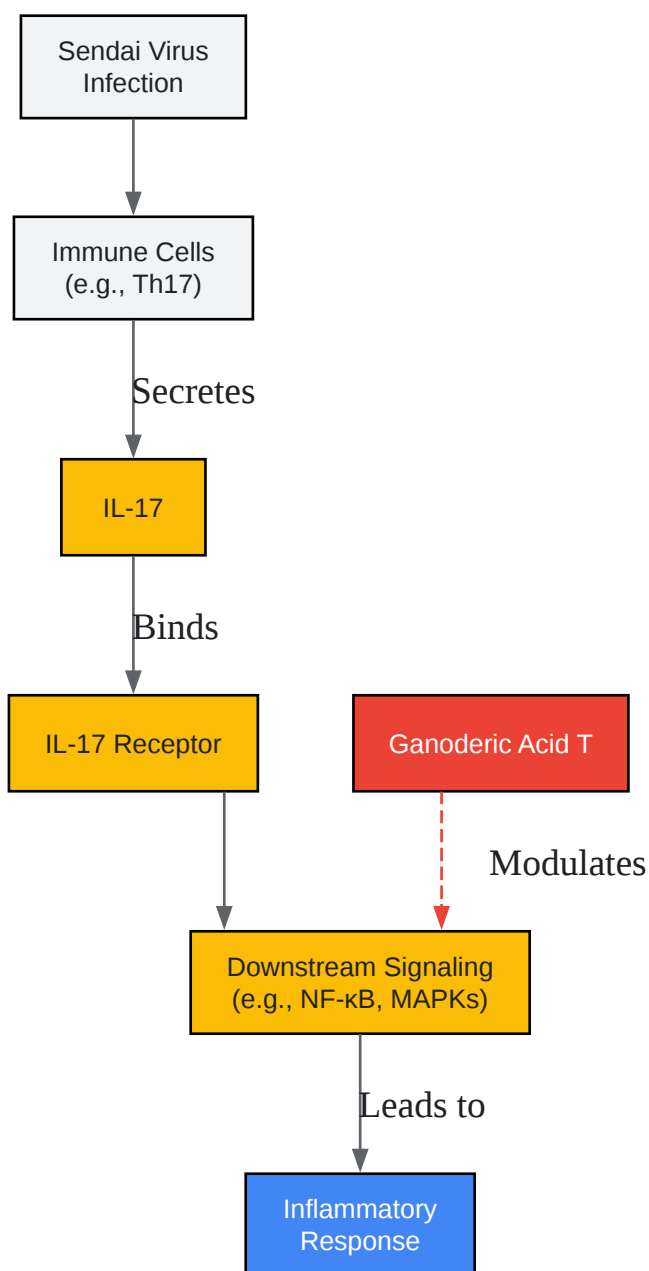 Sendai Virus
Infection
Immune Cells
(e.g., Th17)
Secretes
IL-17
Binds
IL-17 Receptor
Ganoderic Acid T
Modulates
Downstream Signaling
(e.g., NF-κB, MAPKs)
Leads to
Inflammatory
Response